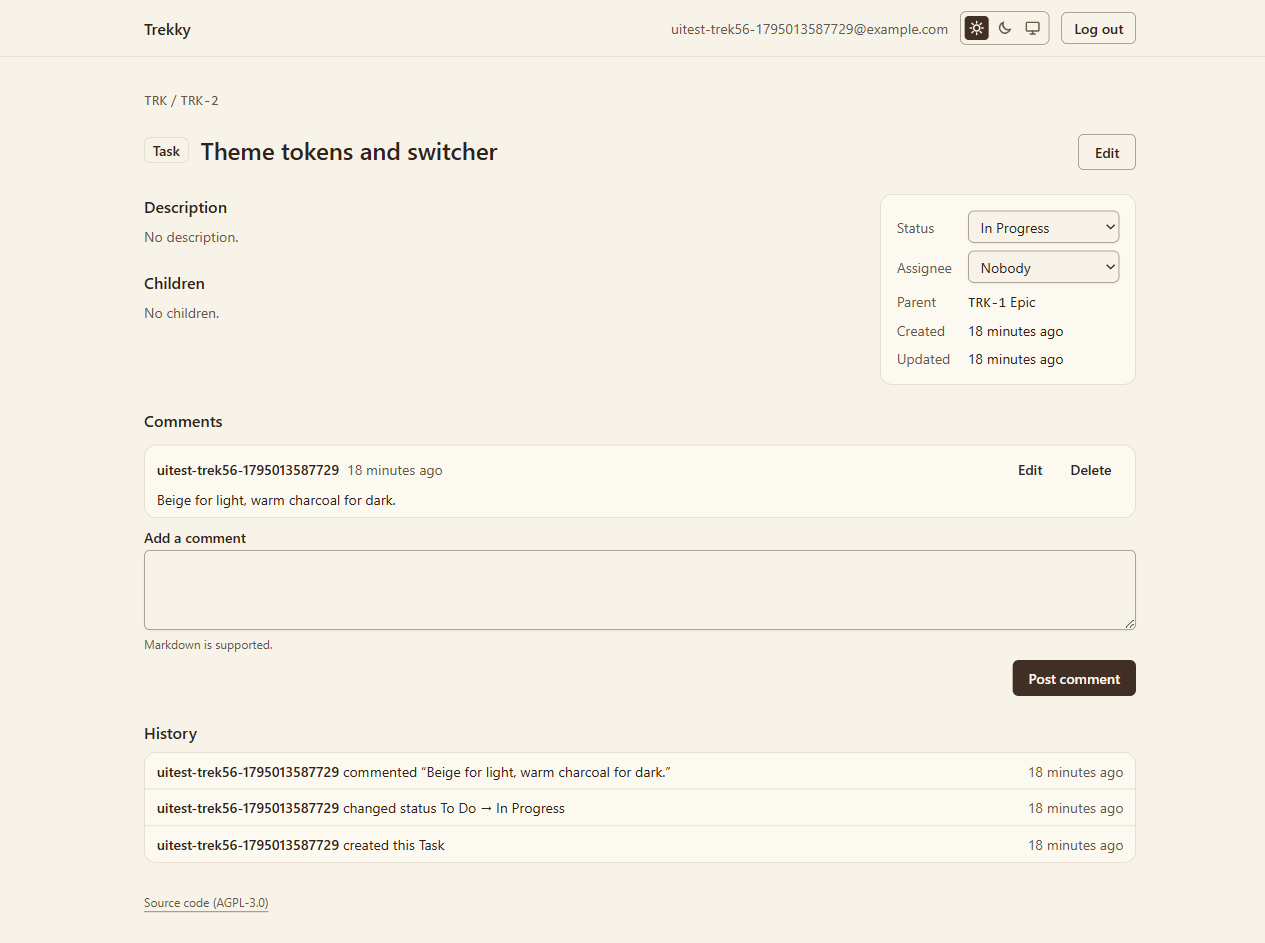 Trekky
uitest-trek56-1795013587729@example.com
Log out
TRK / TRK-2
Task
Theme tokens and switcher
Edit
Description
No description.
Children
No children.
Status
In Progress
Assignee
Nobody
Parent
TRK-1 Epic
Created
18 minutes ago
Updated
18 minutes ago
Comments
uitest-trek56-1795013587729 18 minutes ago
Edit
Delete
Beige for light, warm charcoal for dark.
Add a comment
Markdown is supported.
Post comment
History
uitest-trek56-1795013587729 commented “Beige for light, warm charcoal for dark.” 18 minutes ago
uitest-trek56-1795013587729 changed status To Do → In Progress 18 minutes ago
uitest-trek56-1795013587729 created this Task 18 minutes ago
Source code (AGPL-3.0)